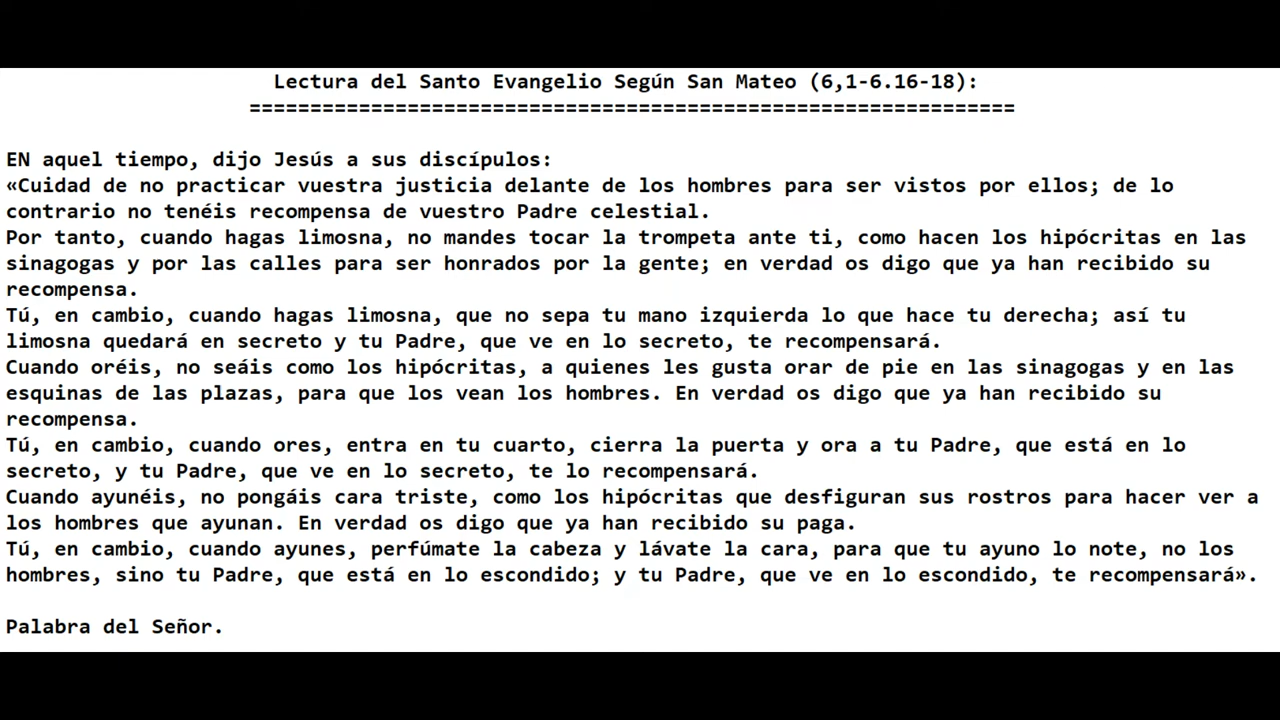 Lectura del Santo Evangelio Según San Mateo (6,1-6.16-18):
===============================================================
EN aquel tiempo, dijo Jesús a sus discípulos:
«Cuidad de no practicar vuestra justicia delante de los hombres para ser vistos por ellos; de lo
contrario no tenéis recompensa de vuestro Padre celestial.
Por tanto, cuando hagas limosna, no mandes tocar la trompeta ante ti, como hacen los hipócritas en las
sinagogas y por las calles para ser honrados por la gente; en verdad os digo que ya han recibido su
recompensa.
Tú, en cambio, cuando hagas limosna, que no sepa tu mano izquierda lo que hace tu derecha; así tu
limosna quedará en secreto y tu Padre, que ve en lo secreto, te recompensará.
Cuando oréis, no seáis como los hipócritas, a quienes les gusta orar de pie en las sinagogas y en las
esquinas de las plazas, para que los vean los hombres. En verdad os digo que ya han recibido su
recompensa.
Tú, en cambio, cuando ores, entra en tu cuarto, cierra la puerta y ora a tu Padre, que está en lo
secreto, y tu Padre, que ve en lo secreto, te lo recompensará.
Cuando ayunéis, no pongáis cara triste, como los hipócritas que desfiguran sus rostros para hacer ver a
los hombres que ayunan. En verdad os digo que ya han recibido su paga.
Tú, en cambio, cuando ayunes, perfúmate la cabeza y lávate la cara, para que tu ayuno lo note, no los
hombres, sino tu Padre, que está en lo escondido; y tu Padre, que ve en lo escondido, te recompensará».
Palabra del Señor.